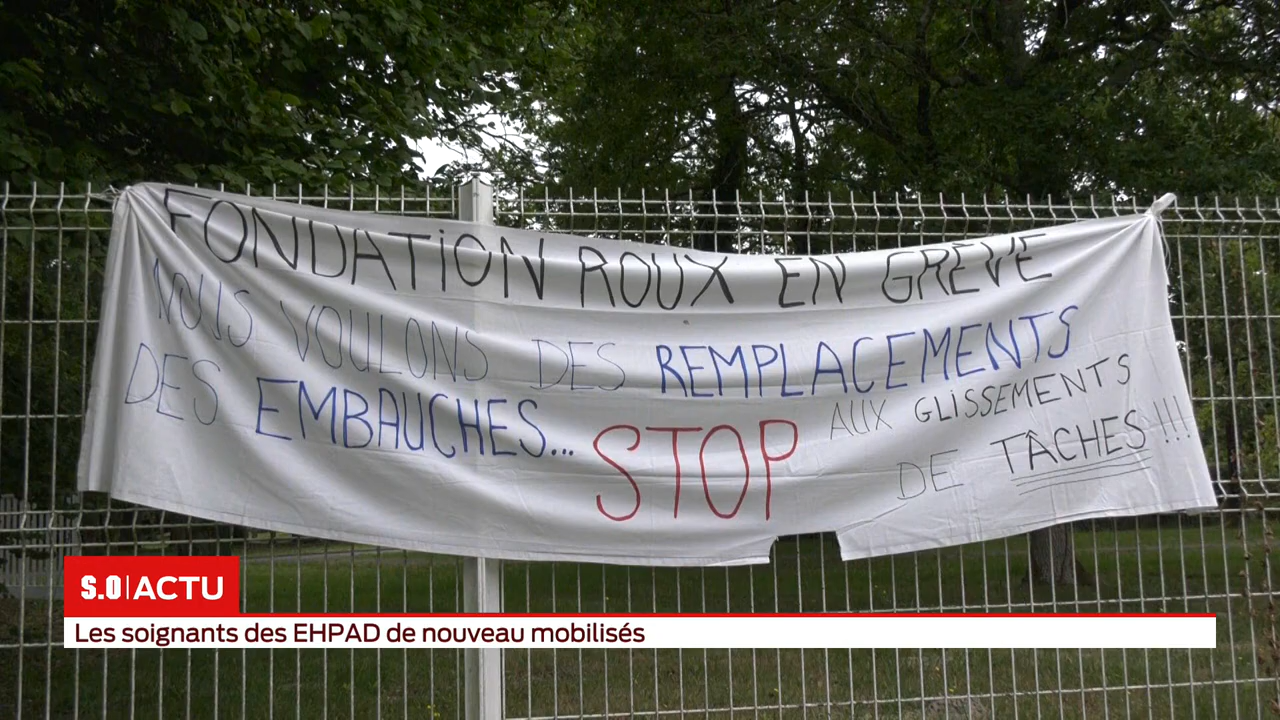 FONDATION ROUX EN GRÈVE
NOUS VOULONS DES REMPLACEMENTS
DES EMBAUCHES... STOP AUX GLISSEMENTS
DE TÂCHES !!!
S.O ACTU
Les soignants des EHPAD de nouveau mobilisés